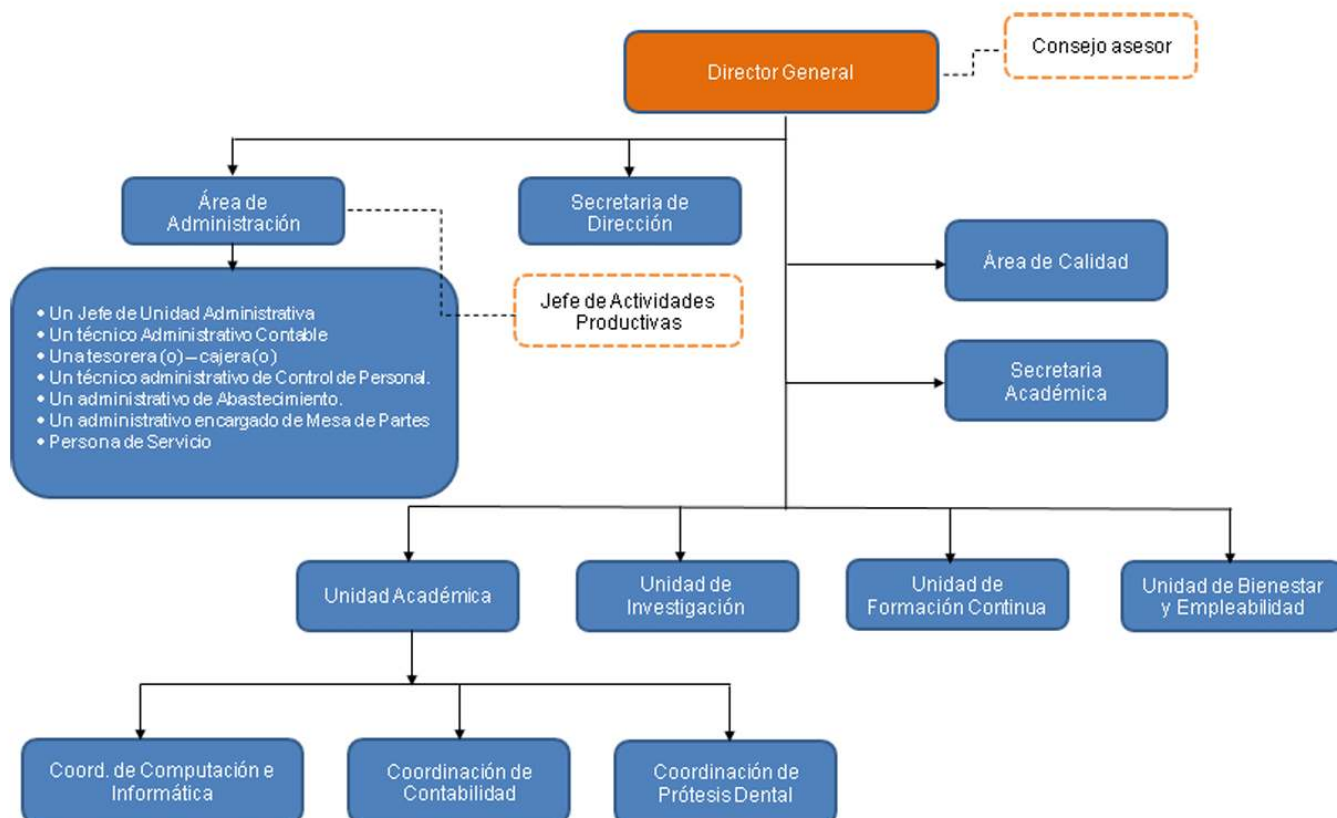 Consejo asesor
Director General
Área de
Administración
Secretaria de
Dirección
Área de Calidad
Jefe de Actividades
Productivas
• Un Jefe de Unidad Administrativa
• Un técnico Administrativo Contable
• Una tesorera (o) – cajera (o)
• Un técnico administrativo de Control de Personal.
• Un administrativo de Abastecimiento.
• Un administrativo encargado de Mesa de Partes
• Persona de Servicio
Secretaria
Académica
Unidad Académica
Unidad de
Investigación
Unidad de
Formación Continua
Unidad de Bienestar
y Empleabilidad
Coord. de Computación e
Informática
Coordinación de
Contabilidad
Coordinación de
Prótesis Dental